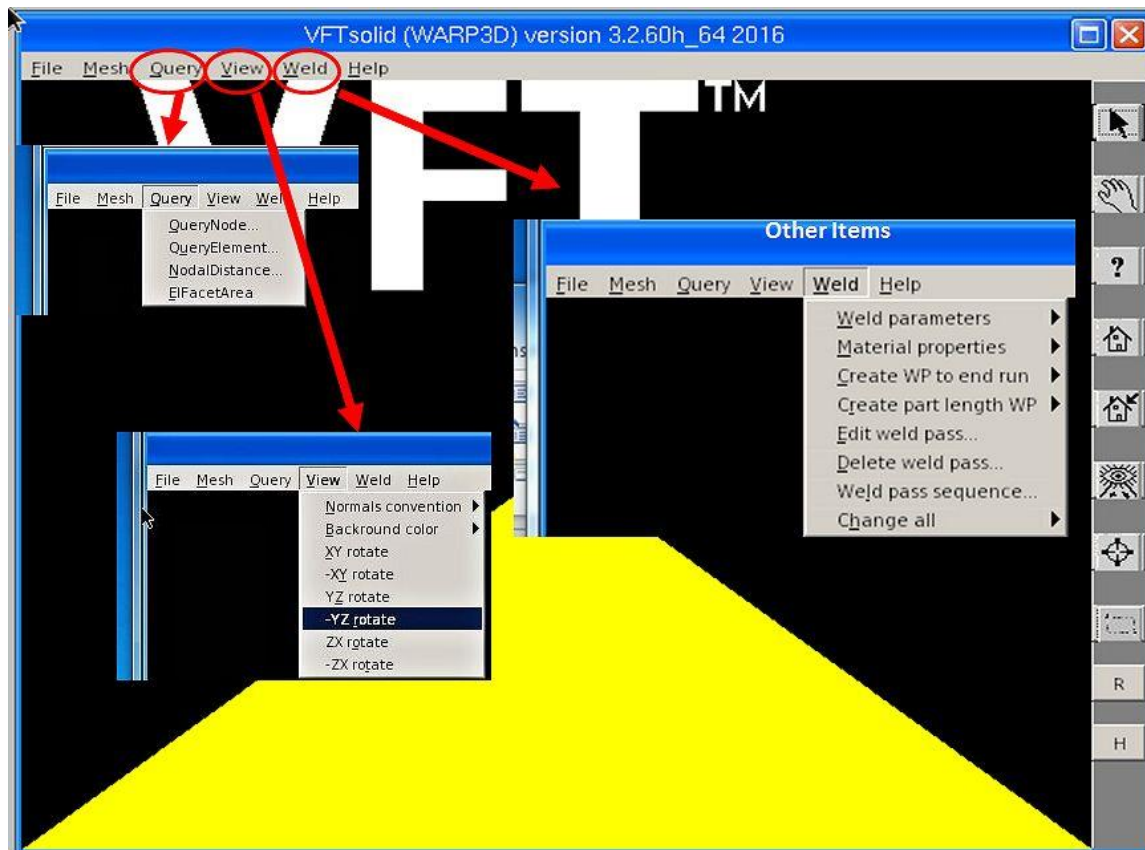 VFTsolid (WARP3D) version 3.2.60h_64 2016
File Mesh Query View Weld Help
VFT™
File Mesh Query View Weld Help
QueryNode...
QueryElement...
NodalDistance...
ElFacetArea
Other Items
File Mesh Query View Weld Help
Weld parameters
Material properties
Create WP to end run
Create part length WP
Edit weld pass...
Delete weld pass...
Weld pass sequence...
Change all
File Mesh Query View Weld Help
Normals convention
Backround color
XY rotate
-XY rotate
YZ rotate
-YZ rotate
ZX rotate
-ZX rotate
?
R
H